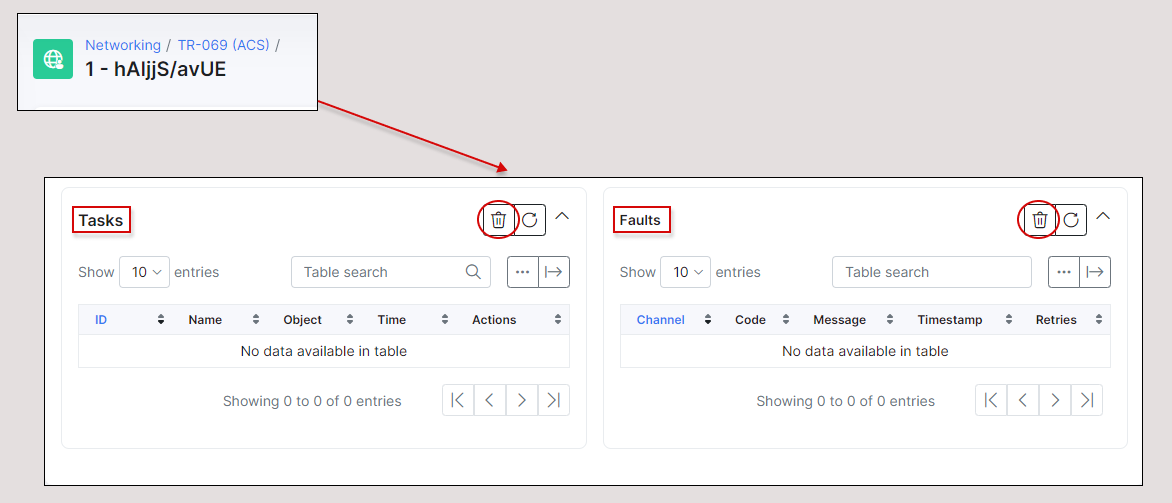 Networking / TR-069 (ACS) /
1 - hAljjS/avUE
Tasks
Show 10 entries Table search
ID Name Object Time Actions
No data available in table
Showing 0 to 0 of 0 entries
Faults
Show 10 entries Table search
Channel Code Message Timestamp Retries
No data available in table
Showing 0 to 0 of 0 entries